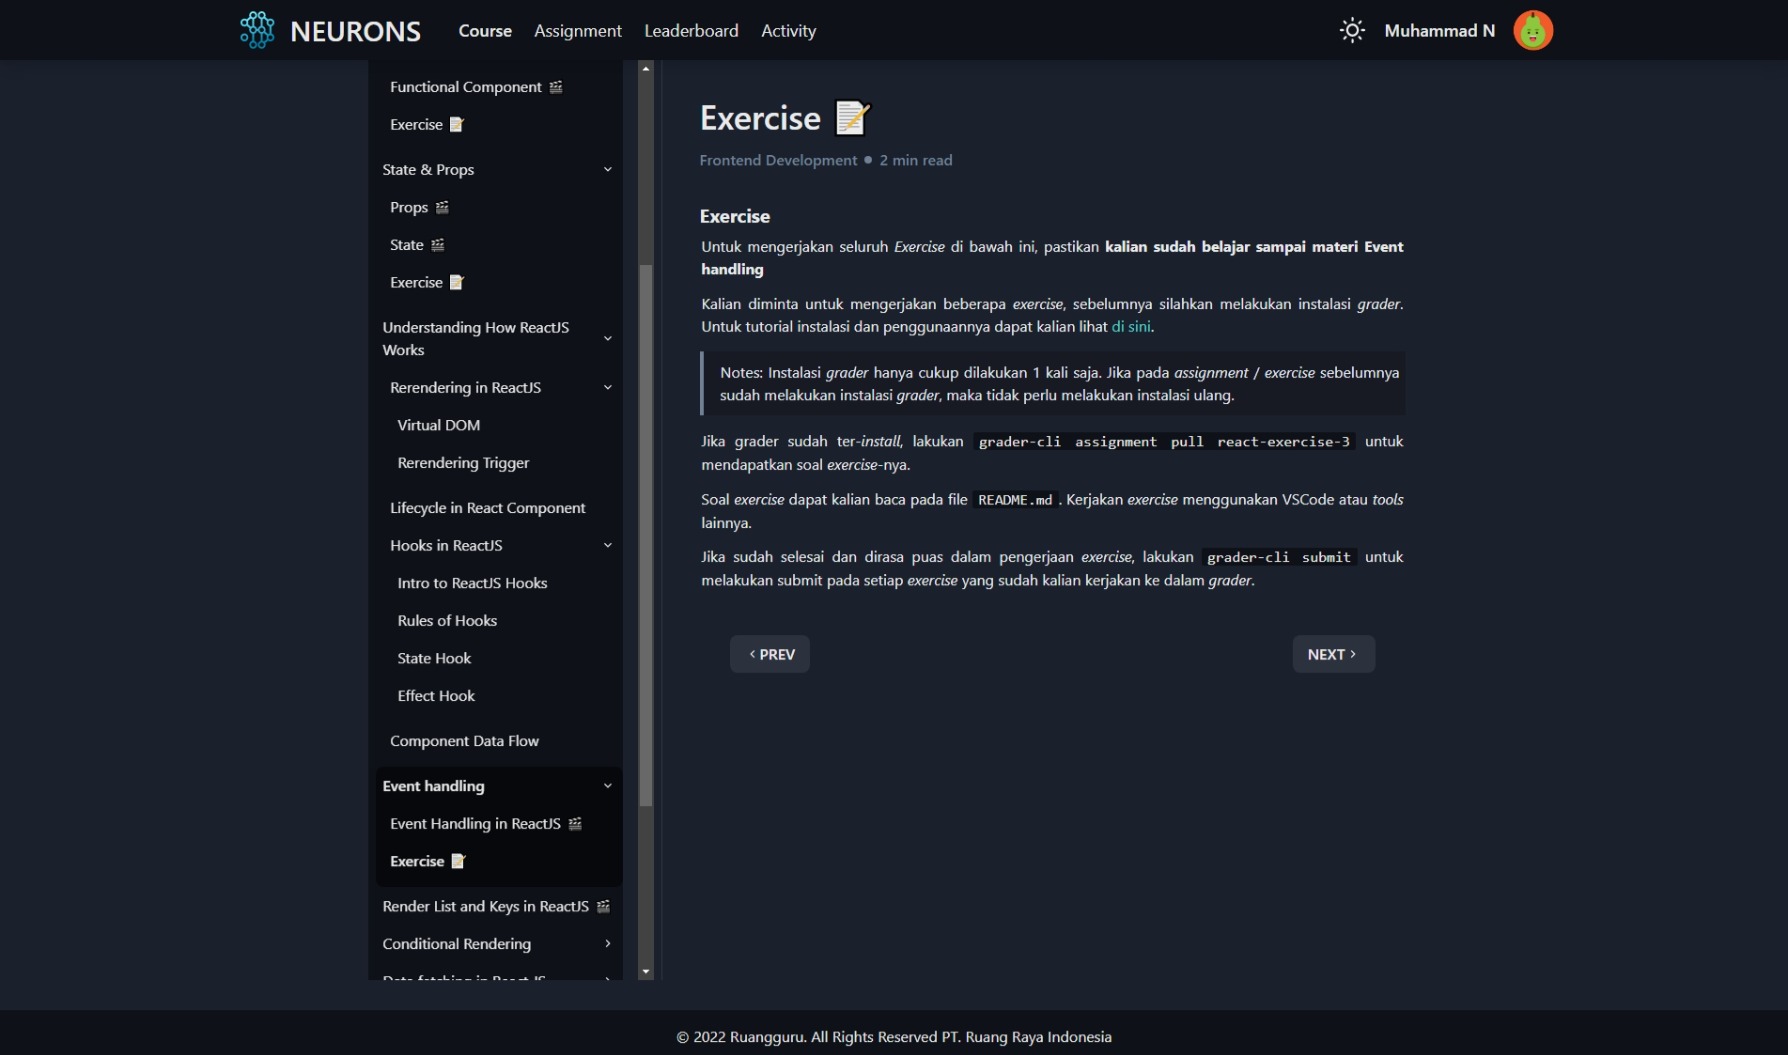 NEURONS
Course
Assignment
Leaderboard
Activity
Muhammad N
Functional Component
Exercise
State & Props
Props
State
Exercise
Understanding How ReactJS
Works
Rerendering in ReactJS
Virtual DOM
Rerendering Trigger
Lifecycle in React Component
Hooks in ReactJS
Intro to ReactJS Hooks
Rules of Hooks
State Hook
Effect Hook
Component Data Flow
Event handling
Event Handling in ReactJS
Exercise
Render List and Keys in ReactJS
Conditional Rendering
Data fetching in React JS
Exercise
Frontend Development • 2 min read
Exercise
Untuk mengerjakan seluruh Exercise di bawah ini, pastikan kalian sudah belajar sampai materi Event
handling
Kalian diminta untuk mengerjakan beberapa exercise, sebelumnya silahkan melakukan instalasi grader.
Untuk tutorial instalasi dan penggunaannya dapat kalian lihat di sini.
Notes: Instalasi grader hanya cukup dilakukan 1 kali saja. Jika pada assignment / exercise sebelumnya
sudah melakukan instalasi grader, maka tidak perlu melakukan instalasi ulang.
Jika grader sudah ter-install, lakukan grader-cli assignment pull react-exercise-3 untuk
mendapatkan soal exercise-nya.
Soal exercise dapat kalian baca pada file README.md . Kerjakan exercise menggunakan VSCode atau tools
lainnya.
Jika sudah selesai dan dirasa puas dalam pengerjaan exercise, lakukan grader-cli submit untuk
melakukan submit pada setiap exercise yang sudah kalian kerjakan ke dalam grader.
‹ PREV
NEXT ›
© 2022 Ruangguru. All Rights Reserved PT. Ruang Raya Indonesia